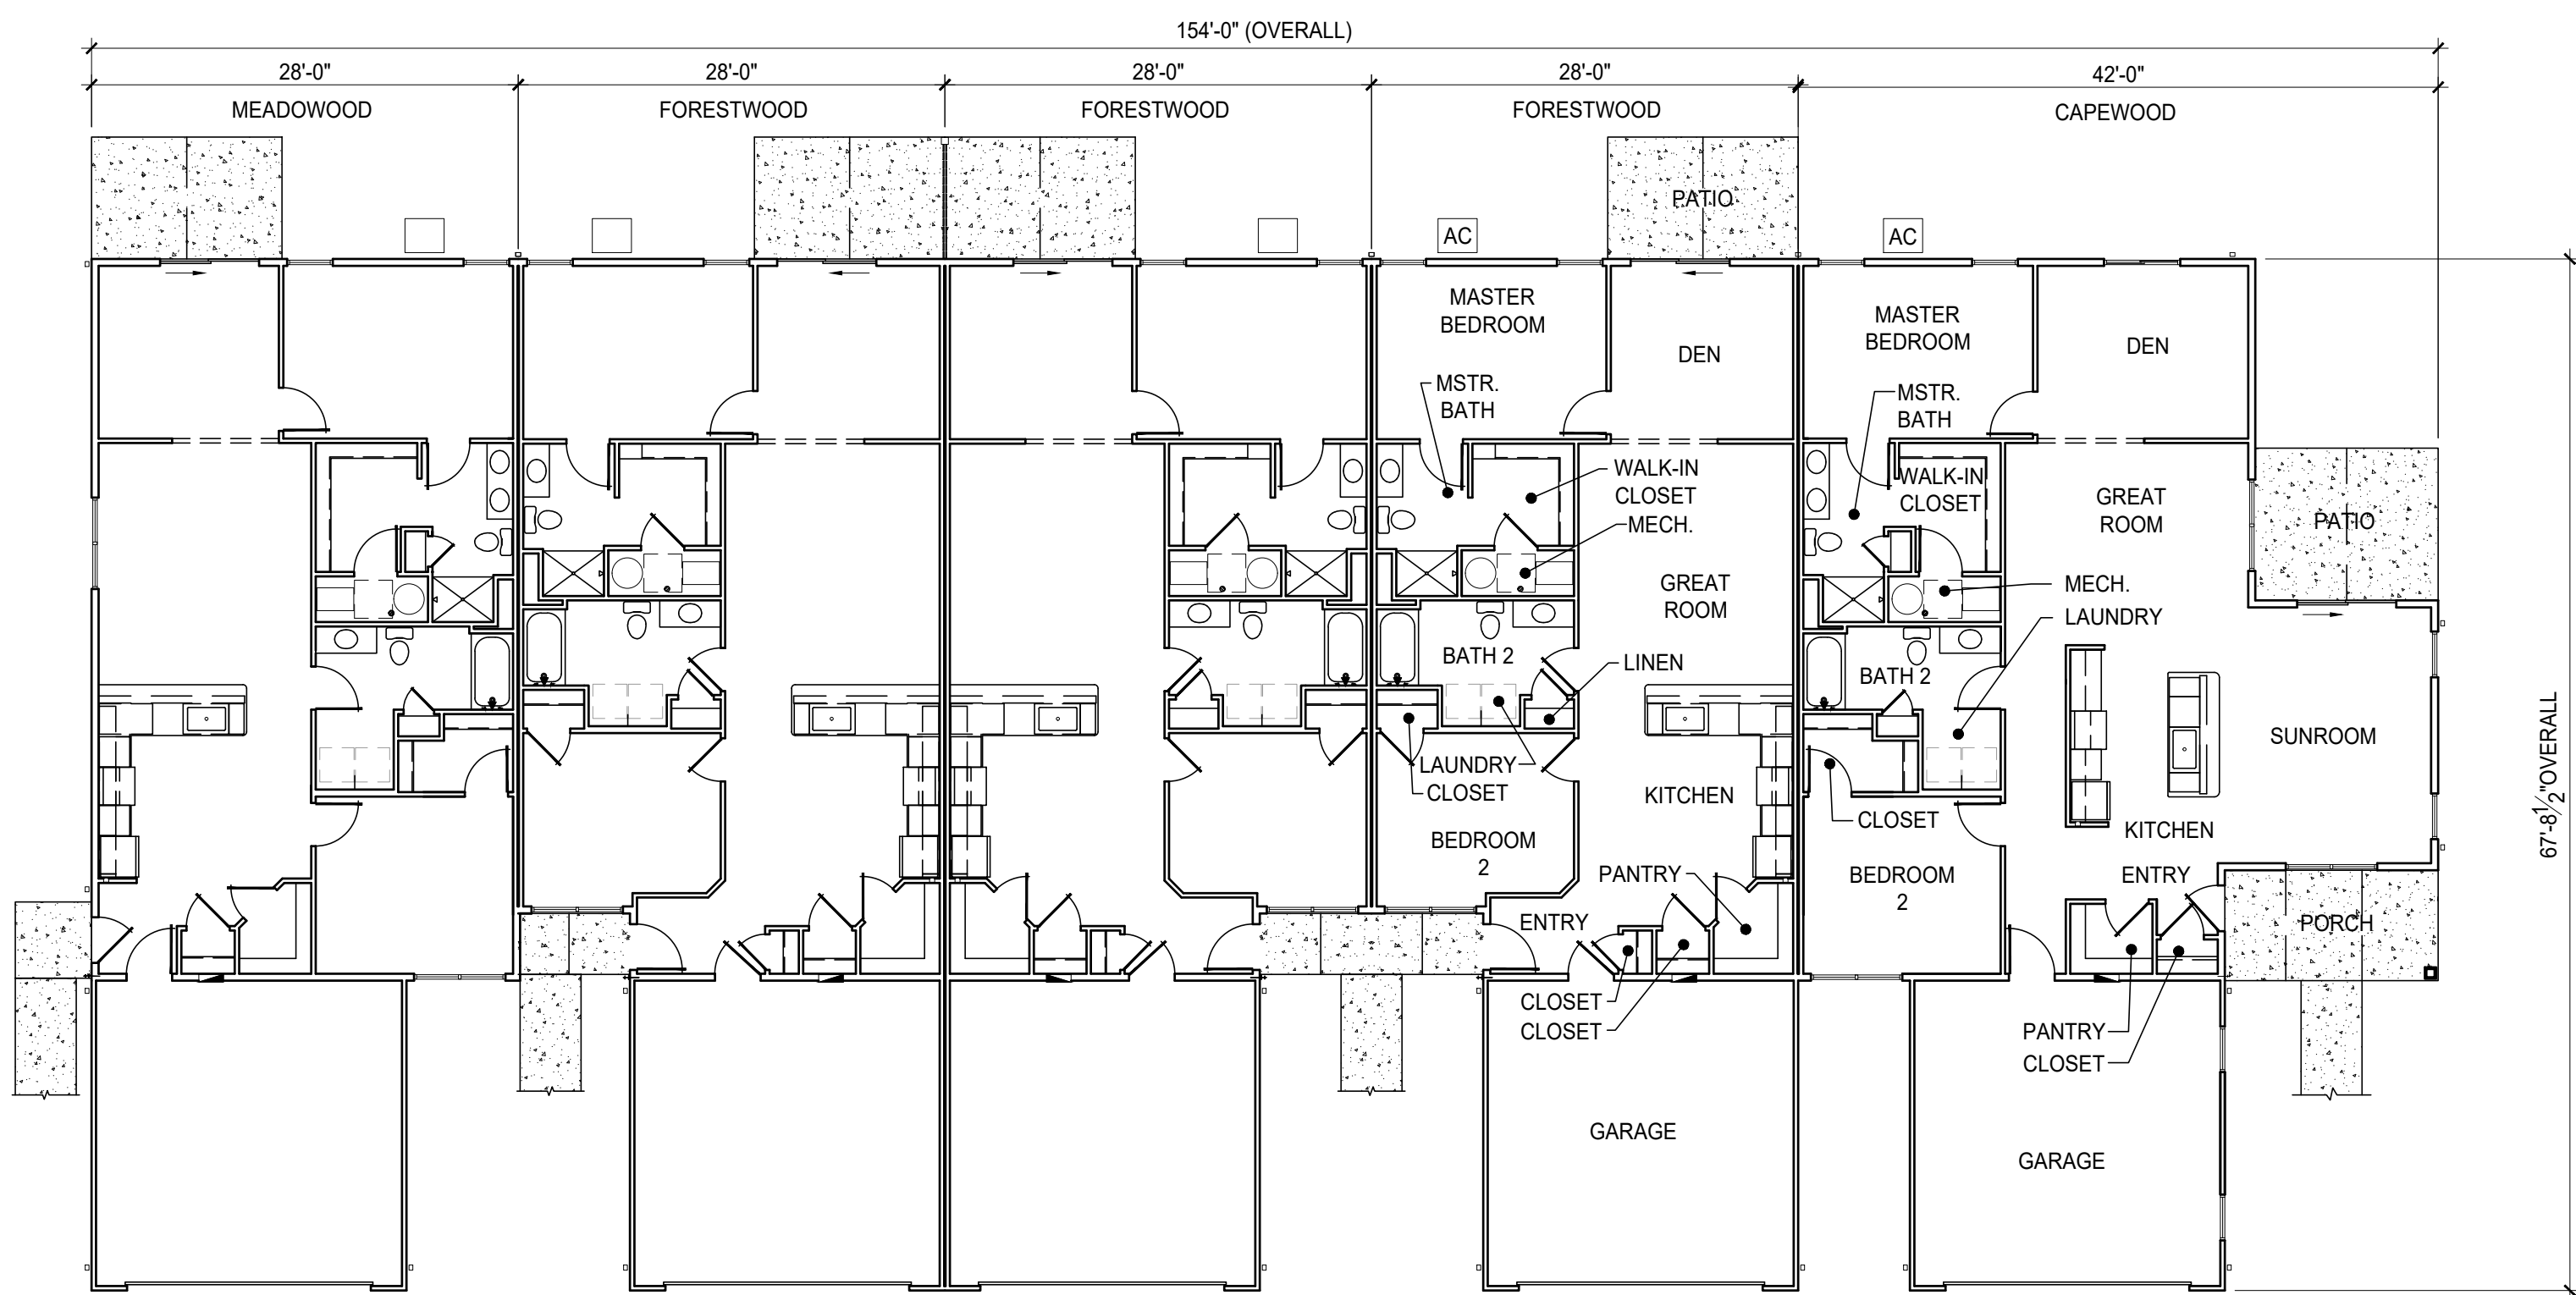 154'-0" (OVERALL)
28'-0"
28'-0"
28'-0"
28'-0"
42'-0"
MEADOWOOD
FORESTWOOD
FORESTWOOD
FORESTWOOD
CAPEWOOD
PATIO
AC
AC
MASTER
BEDROOM
DEN
MASTER
BEDROOM
DEN
MSTR.
BATH
MSTR.
BATH
WALK-IN
CLOSET
MECH.
WALK-IN
CLOSET
GREAT
ROOM
PATIO
GREAT
ROOM
MECH.
LAUNDRY
BATH 2
LINEN
BATH 2
SUNROOM
LAUNDRY
CLOSET
KITCHEN
CLOSET
KITCHEN
BEDROOM
2
PANTRY
BEDROOM
2
ENTRY
ENTRY
PORCH
CLOSET
CLOSET
PANTRY
CLOSET
GARAGE
GARAGE
67'-8 1/2" OVERALL